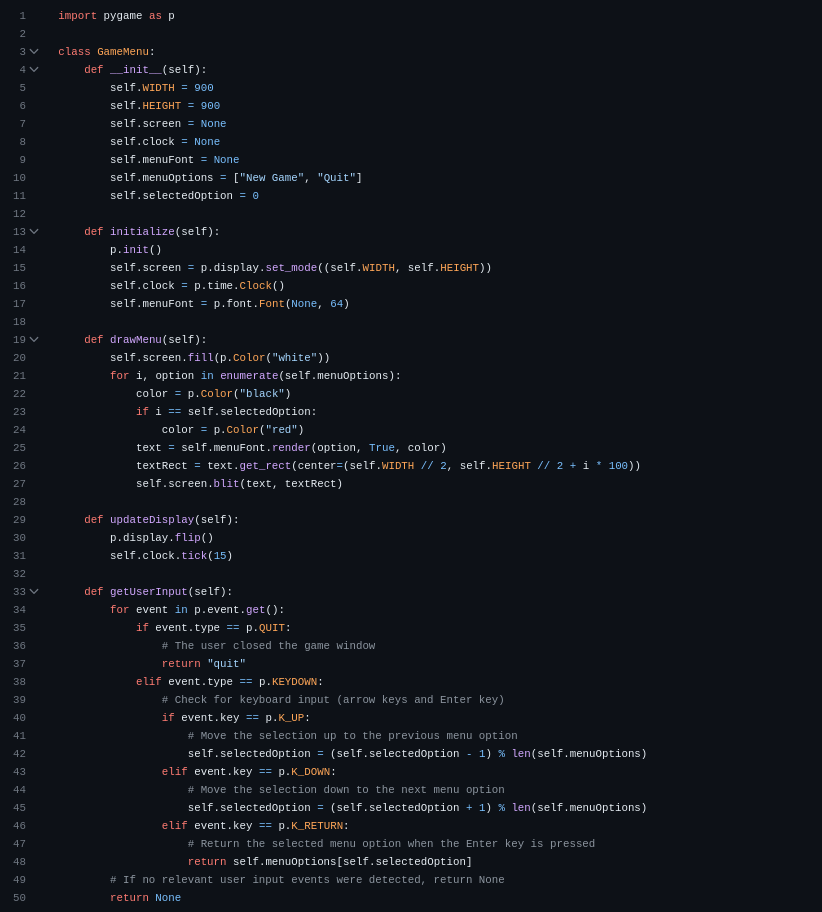 1 import pygame as p
2
3 class GameMenu:
4     def __init__(self):
5         self.WIDTH = 900
6         self.HEIGHT = 900
7         self.screen = None
8         self.clock = None
9         self.menuFont = None
10         self.menuOptions = ["New Game", "Quit"]
11         self.selectedOption = 0
12
13     def initialize(self):
14         p.init()
15         self.screen = p.display.set_mode((self.WIDTH, self.HEIGHT))
16         self.clock = p.time.Clock()
17         self.menuFont = p.font.Font(None, 64)
18
19     def drawMenu(self):
20         self.screen.fill(p.Color("white"))
21         for i, option in enumerate(self.menuOptions):
22             color = p.Color("black")
23             if i == self.selectedOption:
24                 color = p.Color("red")
25             text = self.menuFont.render(option, True, color)
26             textRect = text.get_rect(center=(self.WIDTH // 2, self.HEIGHT // 2 + i * 100))
27             self.screen.blit(text, textRect)
28
29     def updateDisplay(self):
30         p.display.flip()
31         self.clock.tick(15)
32
33     def getUserInput(self):
34         for event in p.event.get():
35             if event.type == p.QUIT:
36                 # The user closed the game window
37                 return "quit"
38             elif event.type == p.KEYDOWN:
39                 # Check for keyboard input (arrow keys and Enter key)
40                 if event.key == p.K_UP:
41                     # Move the selection up to the previous menu option
42                     self.selectedOption = (self.selectedOption - 1) % len(self.menuOptions)
43                 elif event.key == p.K_DOWN:
44                     # Move the selection down to the next menu option
45                     self.selectedOption = (self.selectedOption + 1) % len(self.menuOptions)
46                 elif event.key == p.K_RETURN:
47                     # Return the selected menu option when the Enter key is pressed
48                     return self.menuOptions[self.selectedOption]
49         # If no relevant user input events were detected, return None
50         return None